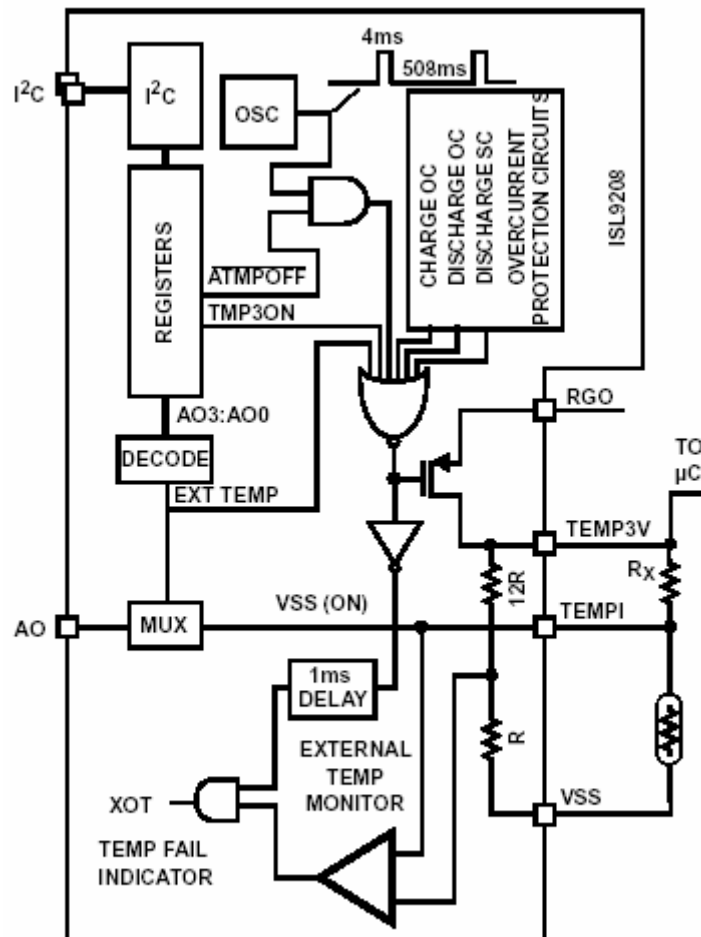 4ms
508ms
I²C
I²C
OSC
CHARGE OC
DISCHARGE OC
DISCHARGE SC
OVERCURRENT
PROTECTION CIRCUITS
ISL9208
REGISTERS
ATMPOFF
TMP3ON
AO3:AO0
RGO
DECODE
TO
µC
EXT TEMP
TEMP3V
12R
RX
VSS (ON)
AO
MUX
TEMPI
1ms
DELAY
R
EXTERNAL
TEMP
MONITOR
VSS
XOT
TEMP FAIL
INDICATOR